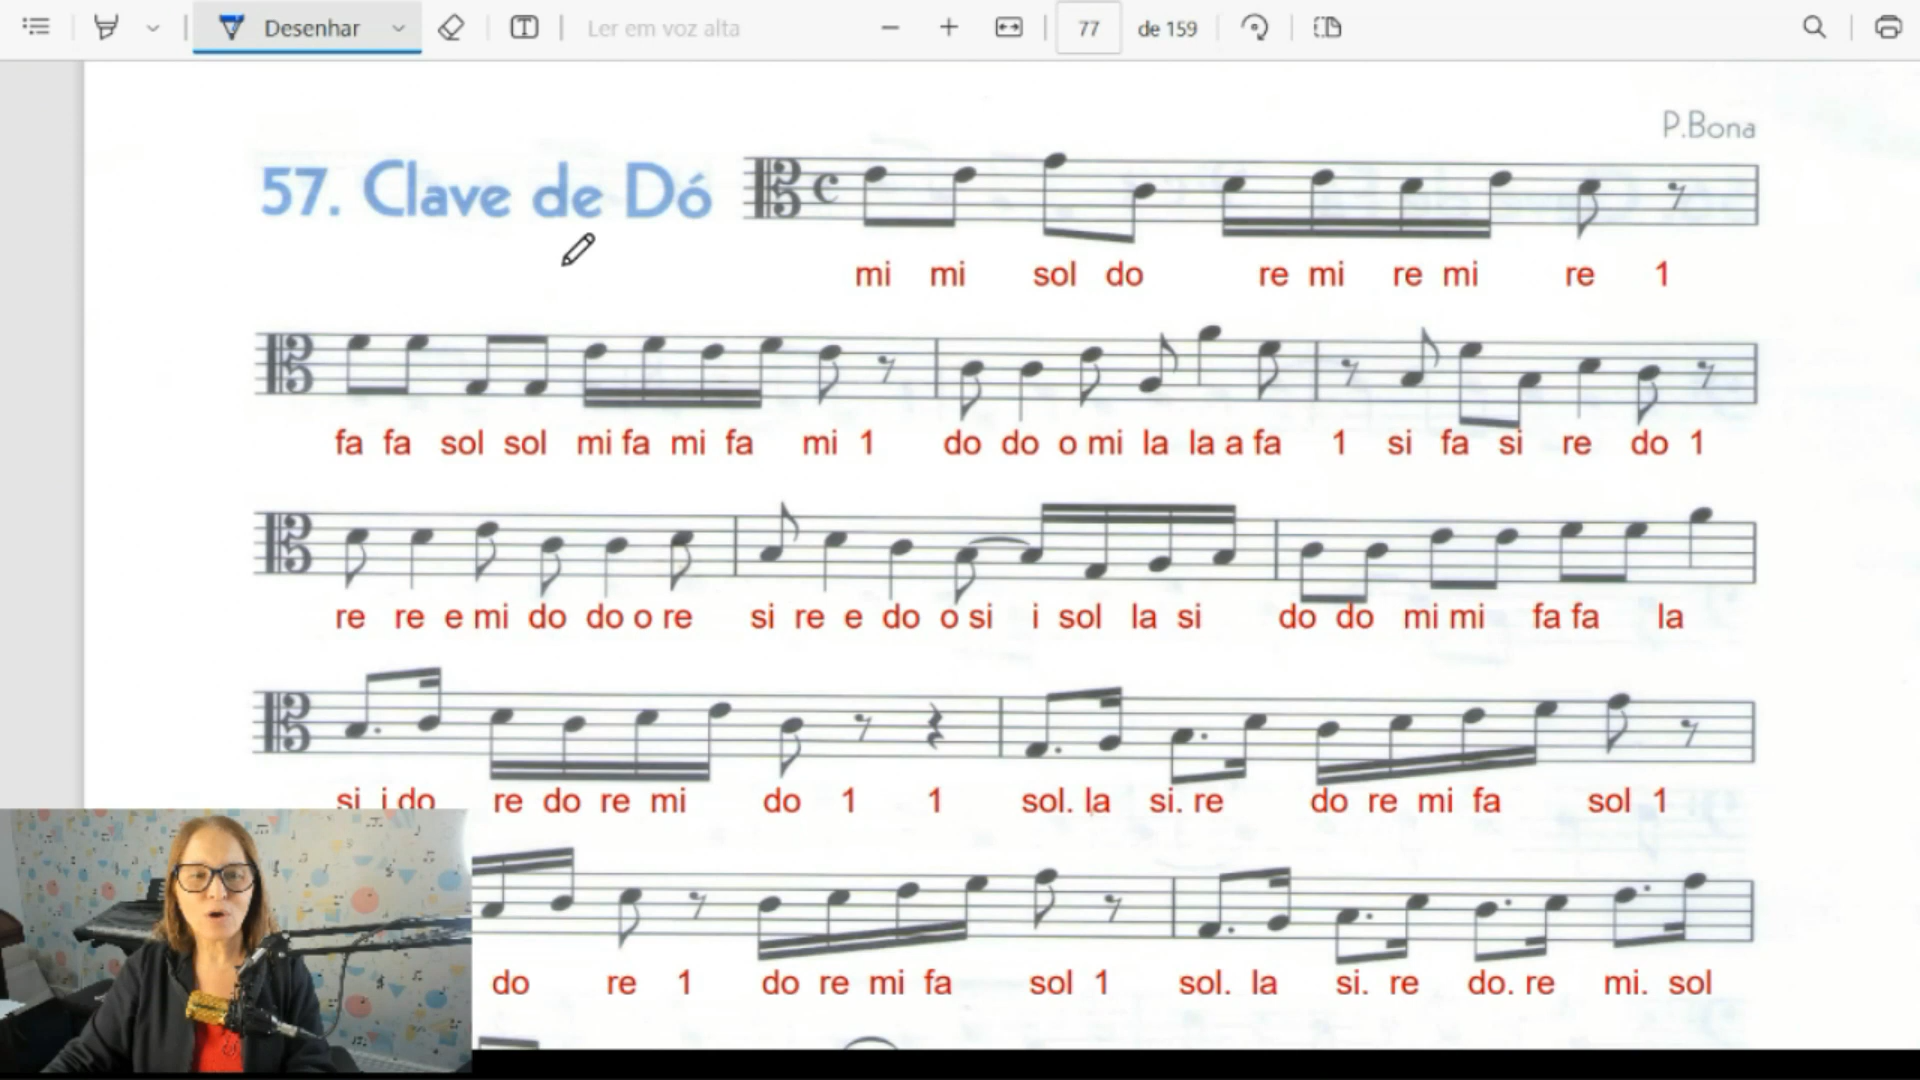 Desenhar
Ler em voz alta
77
de 159
P.Bona
57. Clave de Dó
mi mi sol do re mi re mi re 1
fa fa sol sol mi fa mi fa mi 1 do do o mi la la a fa 1 si fa si re do 1
re re e mi do do o re si re e do o si i sol la si do do mi mi fa fa la
si i do re do re mi do 1 1 sol. la si. re do re mi fa sol 1
do re 1 do re mi fa sol 1 sol. la si. re do. re mi. sol